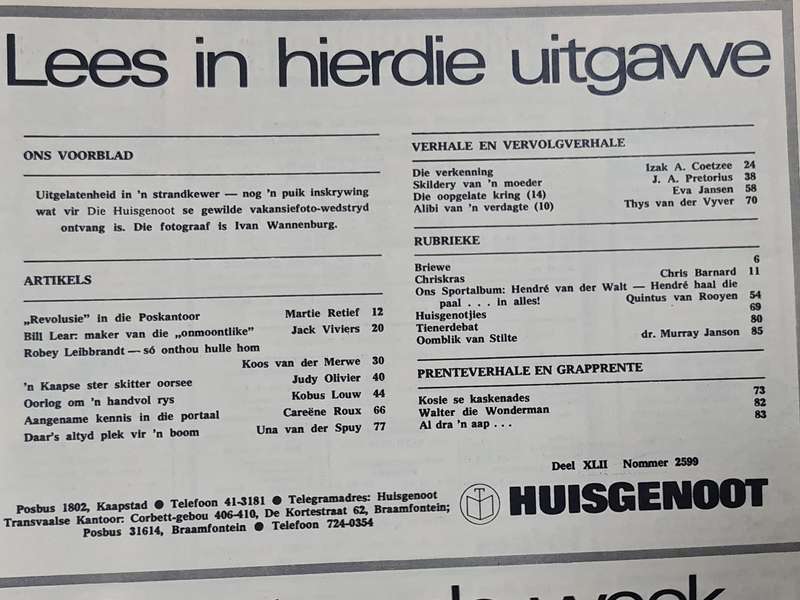 Lees in hierdie uitgawe
ONS VOORBLAD
Uitgelatenheid in 'n strandkewer — nog 'n puik inskrywing
wat vir Die Huisgenoot se gewilde vakansiefoto-wedstryd
ontvang is. Die fotograaf is Ivan Wannenburg.
ARTIKELS
„Revolusie” in die Poskantoor Martie Retief 12
Bill Lear: maker van die „onmoontlike” Jack Viviers 20
Robey Leibbrandt — só onthou hulle hom
Koos van der Merwe 30
'n Kaapse ster skitter oorsee Judy Olivier 40
Oorlog om 'n handvol rys Kobus Louw 44
Aangename kennis in die portaal Careëne Roux 66
Daar's altyd plek vir 'n boom Una van der Spuy 77
VERHALE EN VERVOLGVERHALE
Die verkenning Izak A. Coetzee 24
Skildery van 'n moeder J. A. Pretorius 38
Die oopgelate kring (14) Eva Jansen 58
Alibi van 'n verdagte (10) Thys van der Vyver 70
RUBRIEKE
Briewe 6
Chriskras Chris Barnard 11
Ons Sportalbum: Hendré van der Walt — Hendré haal die
paal . . . in alles! Quintus van Rooyen 54
Huisgenotjies 69
Tienerdebat 80
Oomblik van Stilte dr. Murray Janson 85
PRENTEVERHALE EN GRAPPRENTE
Kosie se kaskenades 73
Walter die Wonderman 82
Al dra 'n aap . . . 83
Deel XLII Nommer 2599
Posbus 1802, Kaapstad ● Telefoon 41-3181 ● Telegramadres: Huisgenoot
Transvaalse Kantoor: Corbett-gebou 406-410, De Kortestraat 62, Braamfontein;
Posbus 31614, Braamfontein ● Telefoon 724-0354
HUISGENOOT